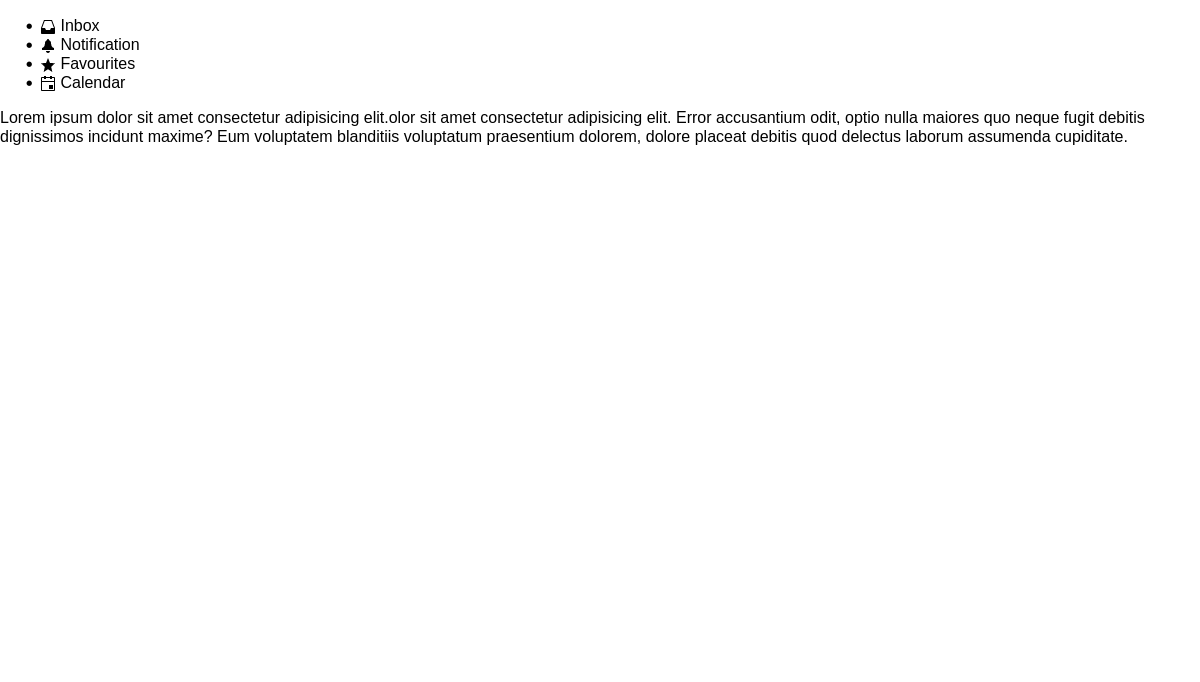 Inbox
Notification
Favourites
Calendar
Lorem ipsum dolor sit amet consectetur adipisicing elit.olor sit amet consectetur adipisicing elit. Error accusantium odit, optio nulla maiores quo neque fugit debitis
dignissimos incidunt maxime? Eum voluptatem blanditiis voluptatum praesentium dolorem, dolore placeat debitis quod delectus laborum assumenda cupiditate.